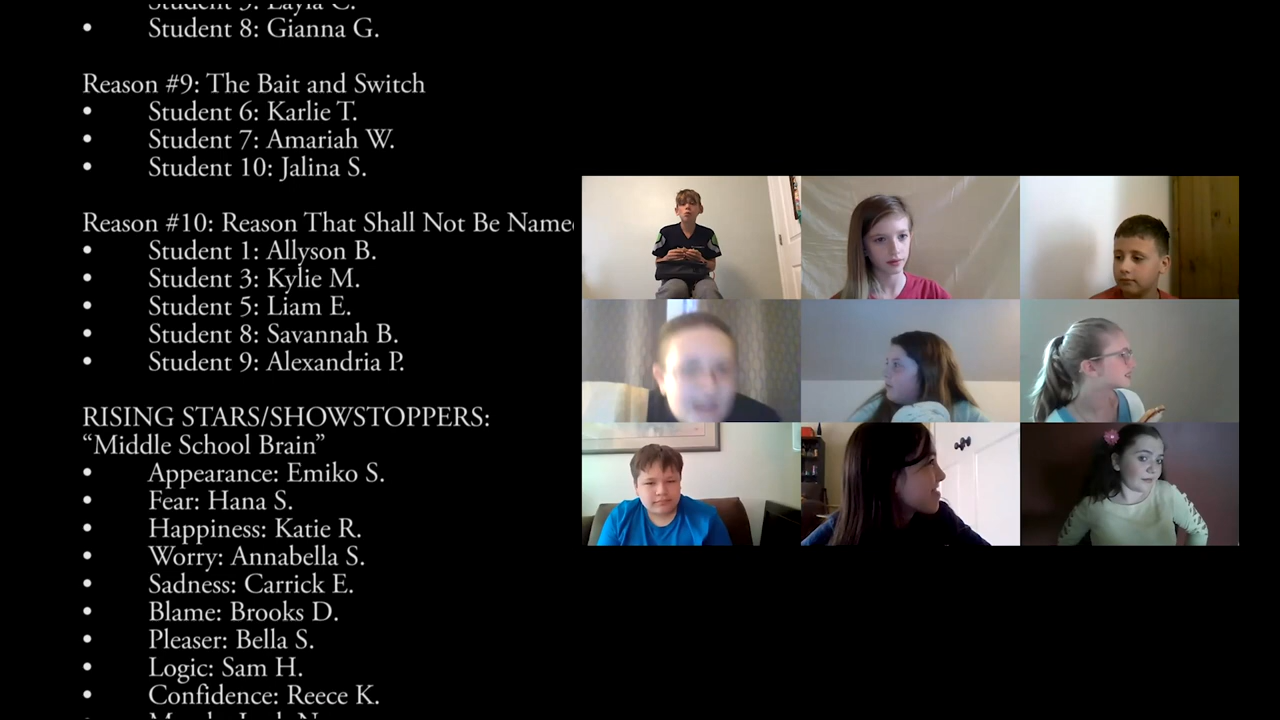 • Student 8: Gianna G.
Reason #9: The Bait and Switch
• Student 6: Karlie T.
• Student 7: Amariah W.
• Student 10: Jalina S.
Reason #10: Reason That Shall Not Be Name
• Student 1: Allyson B.
• Student 3: Kylie M.
• Student 5: Liam E.
• Student 8: Savannah B.
• Student 9: Alexandria P.
RISING STARS/SHOWSTOPPERS:
“Middle School Brain”
• Appearance: Emiko S.
• Fear: Hana S.
• Happiness: Katie R.
• Worry: Annabella S.
• Sadness: Carrick E.
• Blame: Brooks D.
• Pleaser: Bella S.
• Logic: Sam H.
• Confidence: Reece K.